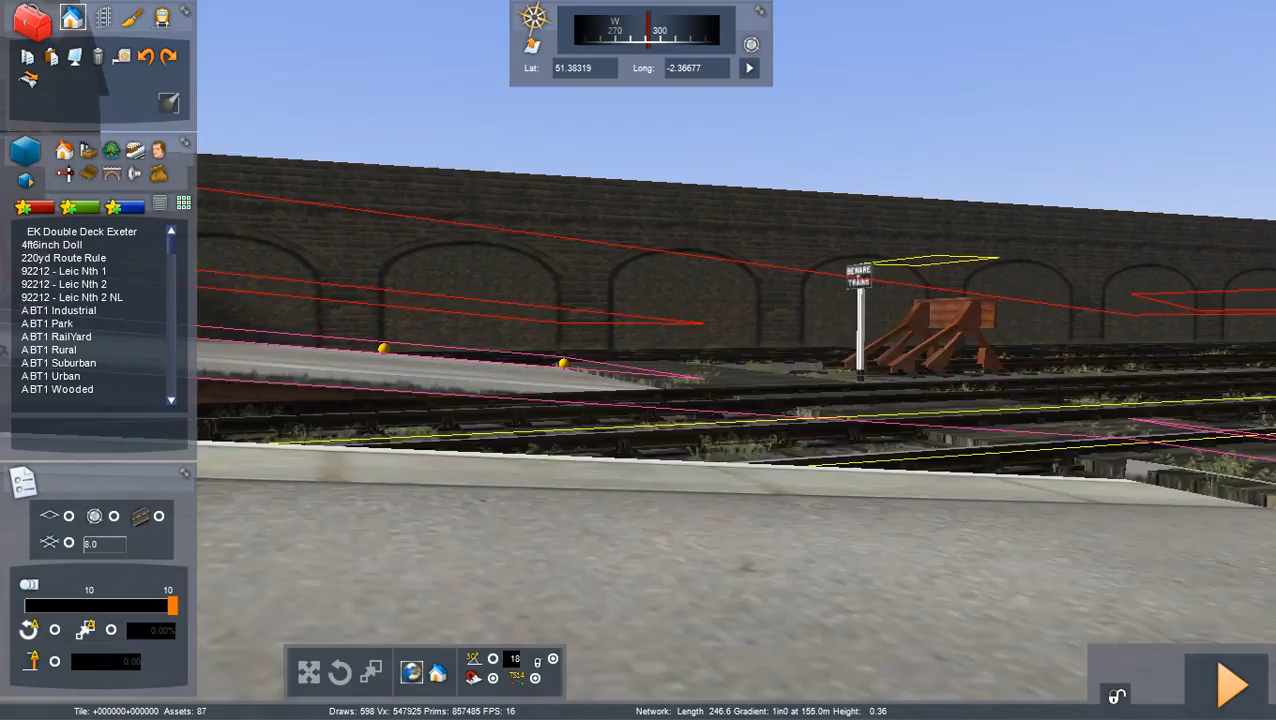 W
270
300
Lat:
51.38319
Long:
-2.36677
EK Double Deck Exeter
4ft6inch Doll
220yd Route Rule
92212 - Leic Nth 1
92212 - Leic Nth 2
92212 - Leic Nth 2 NL
ABT1 Industrial
ABT1 Park
ABT1 RailYard
ABT1 Rural
ABT1 Suburban
ABT1 Urban
ABT1 Wooded
BEWARE
TRAINS
8.0
10
10
0.00%
0.00
30°
18
TS14
Tile: +000000+000000 Assets: 87
Draws: 598 Vx: 547925 Prims: 857485 FPS: 16
Network: Length 246.6 Gradient: 1in0 at 155.0m Height: 0.36